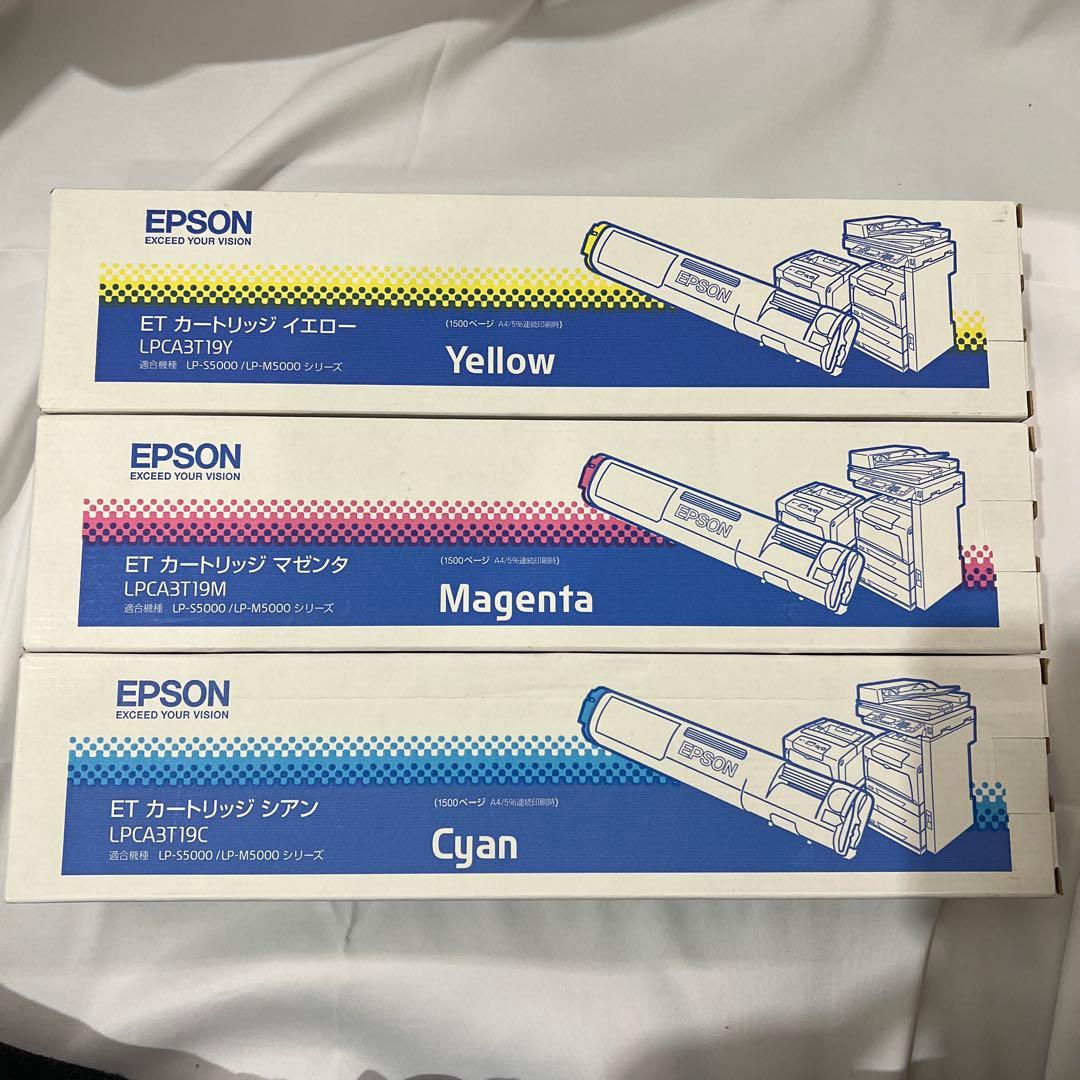 EPSON
EXCEED YOUR VISION
EPSON
ET カートリッジ イエロー
(1500ページ A4/5%連続印刷時)
LPCA3T19Y
Yellow
適合機種 LP-S5000 /LP-M5000 シリーズ
EPSON
EXCEED YOUR VISION
EPSON
ET カートリッジ マゼンタ
(1500ページ A4/5%連続印刷時)
LPCA3T19M
Magenta
適合機種 LP-S5000 /LP-M5000 シリーズ
EPSON
EXCEED YOUR VISION
EPSON
ET カートリッジ シアン
(1500ページ A4/5%連続印刷時)
LPCA3T19C
Cyan
適合機種 LP-S5000 /LP-M5000 シリーズ